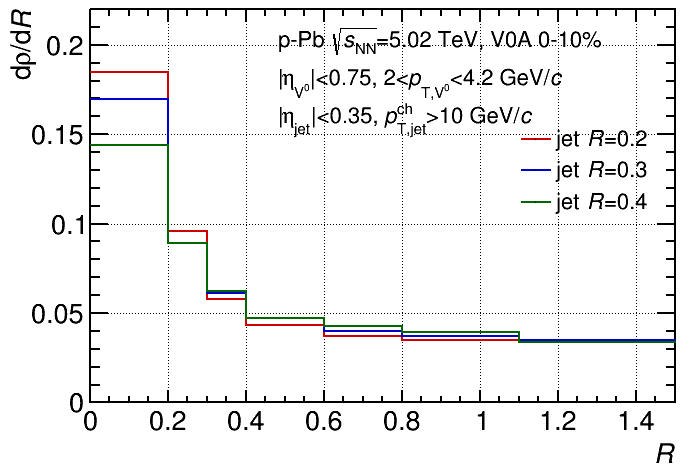 dρ/dR
p-Pb √sNN=5.02 TeV, V0A 0-10%
|ηV⁰|<0.75, 2<pT,V⁰<4.2 GeV/c
|ηjet|<0.35, pchT,jet>10 GeV/c
jet R=0.2
jet R=0.3
jet R=0.4
0.2
0.15
0.1
0.05
0
0 0.2 0.4 0.6 0.8 1 1.2 1.4
R